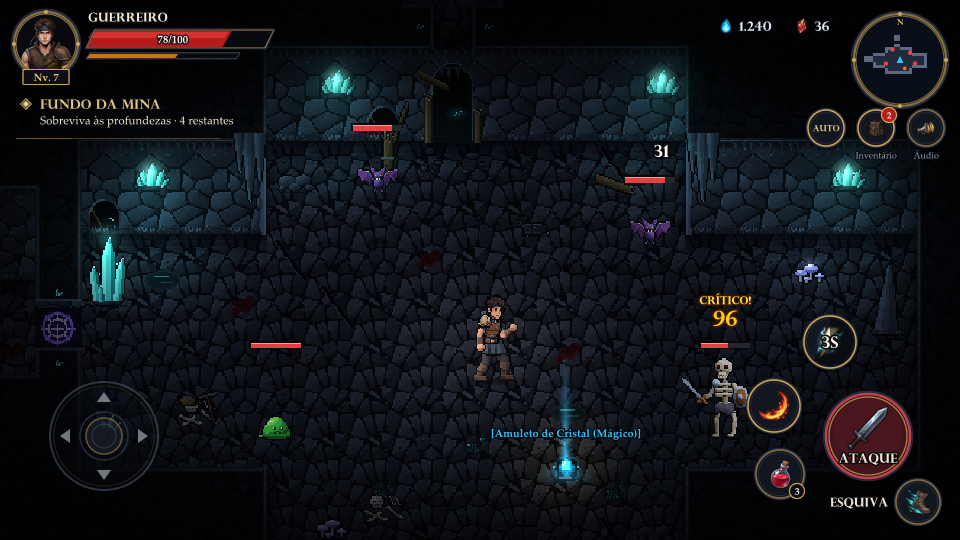 GUERREIRO
78/100
Nv. 7
FUNDO DA MINA
Sobreviva às profundezas · 4 restantes
1.240
36
N
AUTO
2
Inventário
Áudio
31
CRÍTICO!
96
3S
[Amuleto de Cristal (Mágico)]
ATAQUE
3
ESQUIVA